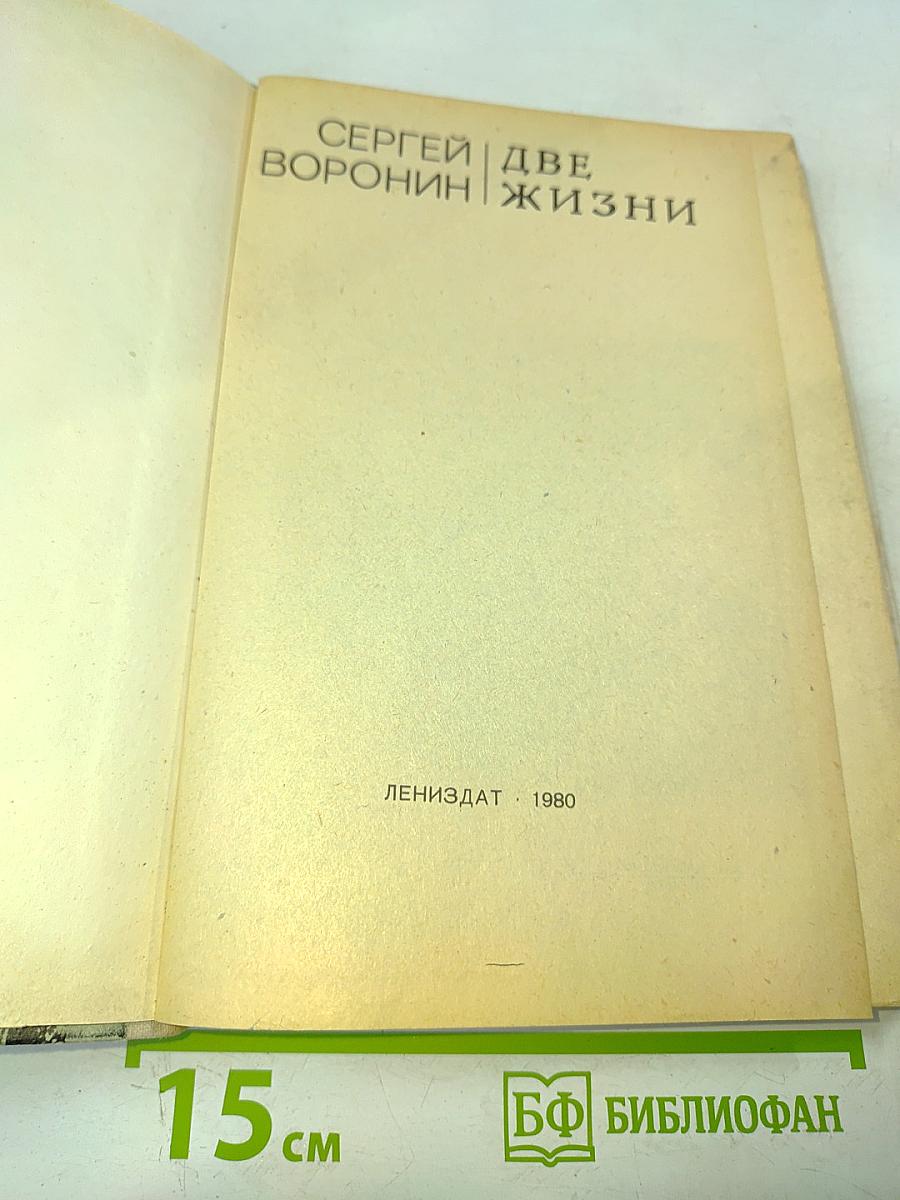 СЕРГЕЙ
ВОРОНИН
ДВЕ
ЖИЗНИ
ЛЕНИЗДАТ · 1980
15 см
БФ БИБЛИОФАН